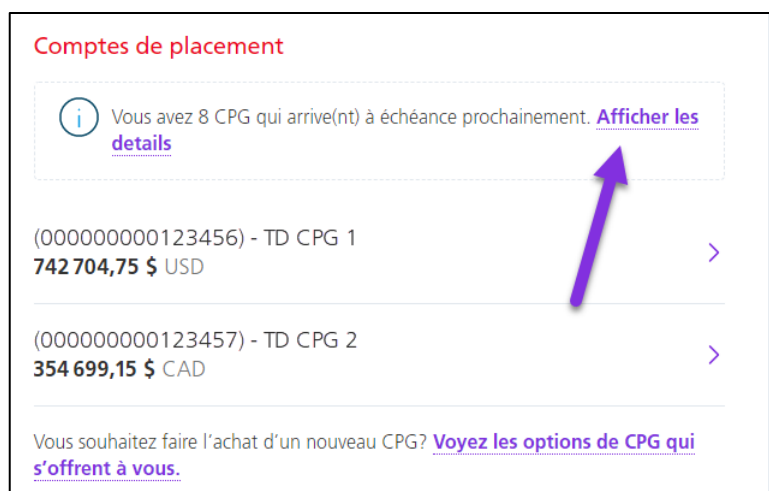 Comptes de placement
Vous avez 8 CPG qui arrive(nt) à échéance prochainement. Afficher les
details
(000000000123456) - TD CPG 1
742 704,75 $ USD
(000000000123457) - TD CPG 2
354 699,15 $ CAD
Vous souhaitez faire l'achat d'un nouveau CPG? Voyez les options de CPG qui
s'offrent à vous.